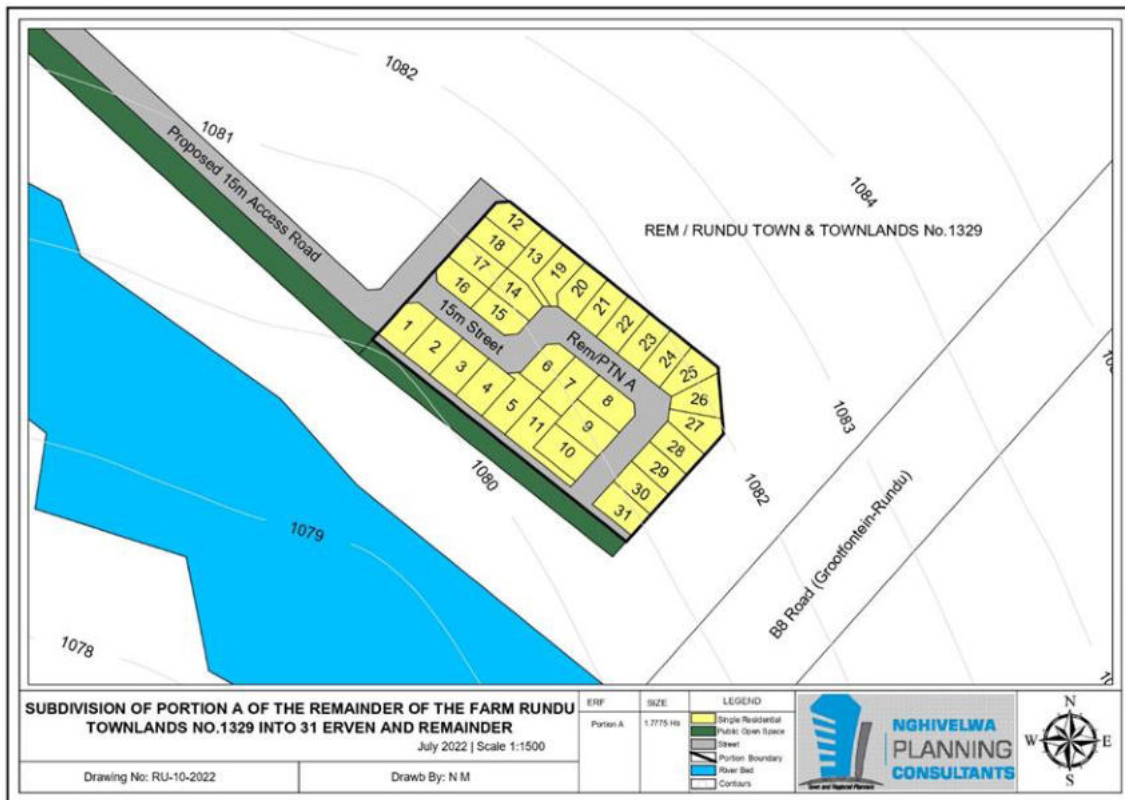 1082
1081
Proposed 15m Access Road
1084
REM / RUNDU TOWN & TOWNLANDS No.1329
12
18
13
19
17
14
20
16
15
21
22
1
15m Street
23
2
Rem/PTN A
24
3
6
25
4
7
8
26
5
9
27
11
10
28
1083
29
30
31
1080
1082
1079
B8 Road (Grootfontein-Rundu)
1078
SUBDIVISION OF PORTION A OF THE REMAINDER OF THE FARM RUNDU
TOWNLANDS NO.1329 INTO 31 ERVEN AND REMAINDER
July 2022 | Scale 1:1500
Drawing No: RU-10-2022
Drawb By: N M
ERF
SIZE
Portion A
1.7775 Ha
LEGEND
Single Residential
Public Open Space
Street
Portion Boundary
River Bed
Contours
NGHIVELWA
PLANNING
CONSULTANTS
Town and Regional Planners
N
W
E
S